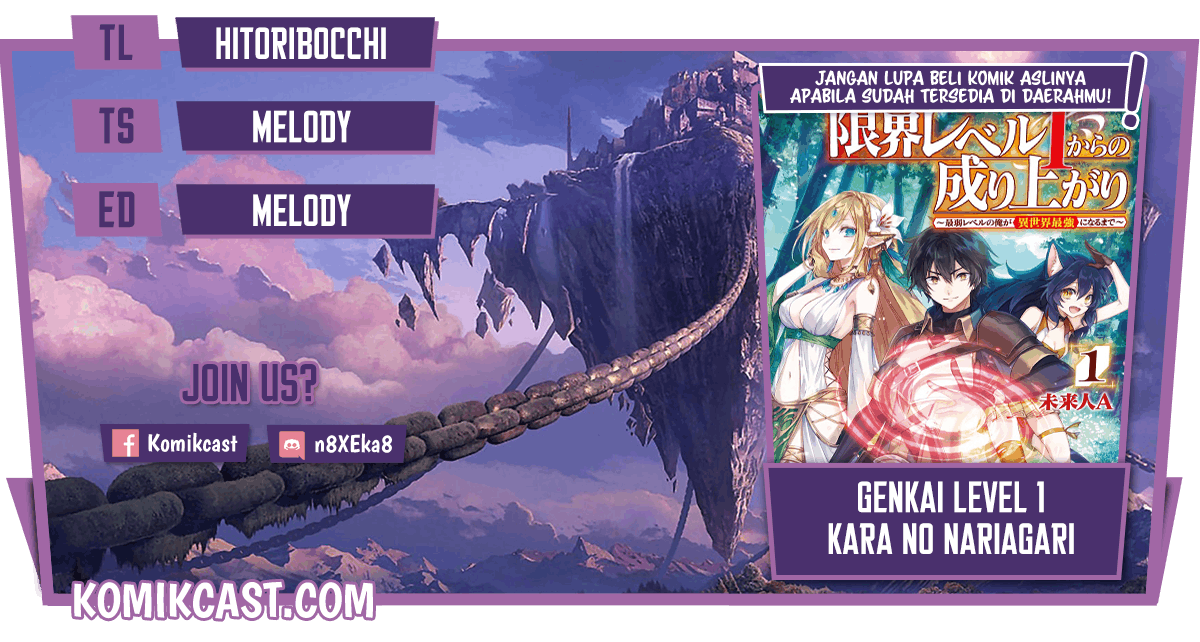 TL
HITORIBOCCHI
TS
MELODY
ED
MELODY
JOIN US?
Komikcast
n8XEka8
KOMIKCAST.COM
JANGAN LUPA BELI KOMIK ASLINYA
APABILA SUDAH TERSEDIA DI DAERAHMU!
限界レベル1からの
成り上がり
～最弱レベルの俺が異世界最強になるまで～
1
未来人A
GENKAI LEVEL 1
KARA NO NARIAGARI